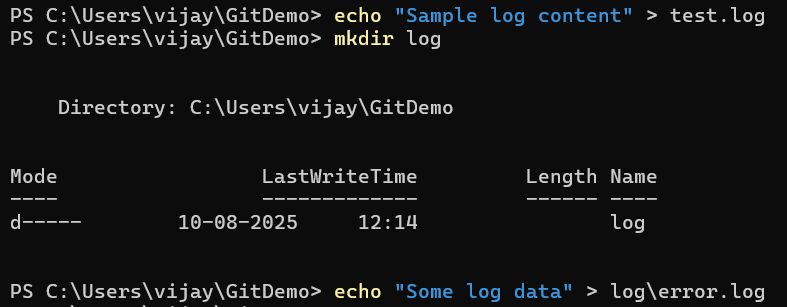 PS C:\Users\vijay\GitDemo> echo "Sample log content" > test.log
PS C:\Users\vijay\GitDemo> mkdir log
    Directory: C:\Users\vijay\GitDemo
Mode                 LastWriteTime         Length Name
----                 -------------         ------ ----
d-----        10-08-2025     12:14                log
PS C:\Users\vijay\GitDemo> echo "Some log data" > log\error.log